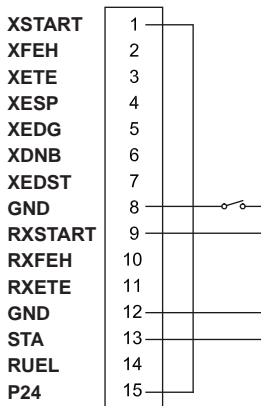 XSTART 1
XFEH 2
XETE 3
XESP 4
XEDG 5
XDNB 6
XEDST 7
GND 8
RXSTART 9
RXFEH 10
RXETE 11
GND 12
STA 13
RUEL 14
P24 15